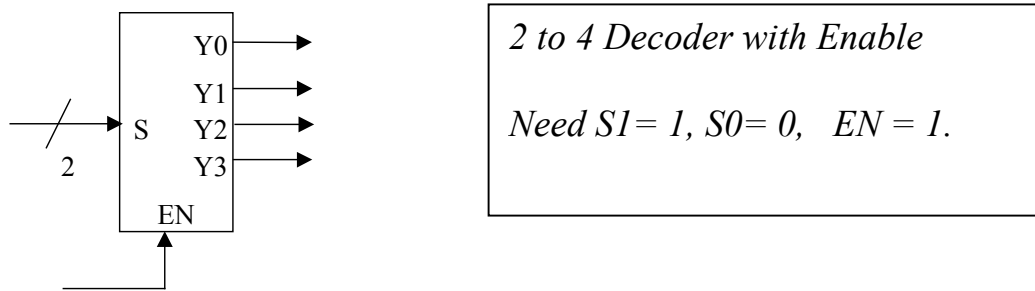 Y0
Y1
S
Y2
2
Y3
EN
2 to 4 Decoder with Enable
Need S1= 1, S0= 0, EN = 1.